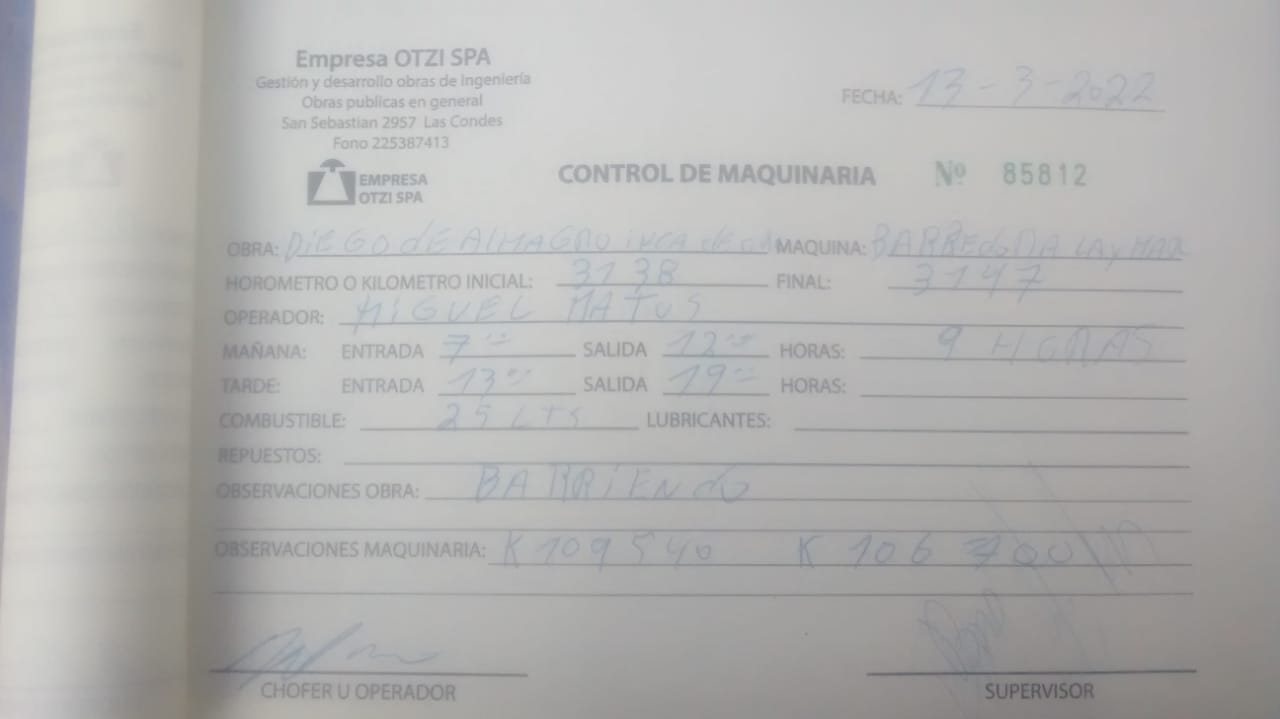 Empresa OTZI SPA
Gestión y desarrollo obras de Ingeniería
Obras publicas en general
San Sebastian 2957 Las Condes
Fono 225387413
FECHA: 13-3-2022
EMPRESA
OTZI SPA
CONTROL DE MAQUINARIA Nº 85812
OBRA: DiEGO dE AlMAGRO inca de MAQUINA: BARREdoRA
HOROMETRO O KILOMETRO INICIAL: 3138 FINAL: 3147
OPERADOR: MiGUEL MATUS
MAÑANA: ENTRADA 7 00 SALIDA 12 00 HORAS: 9 HORAS
TARDE: ENTRADA 13 00 SALIDA 19 00 HORAS:
COMBUSTIBLE: 25 LTS LUBRICANTES:
REPUESTOS:
OBSERVACIONES OBRA: BARRiENdo
OBSERVACIONES MAQUINARIA: K 109540 K 106 700
CHOFER U OPERADOR SUPERVISOR